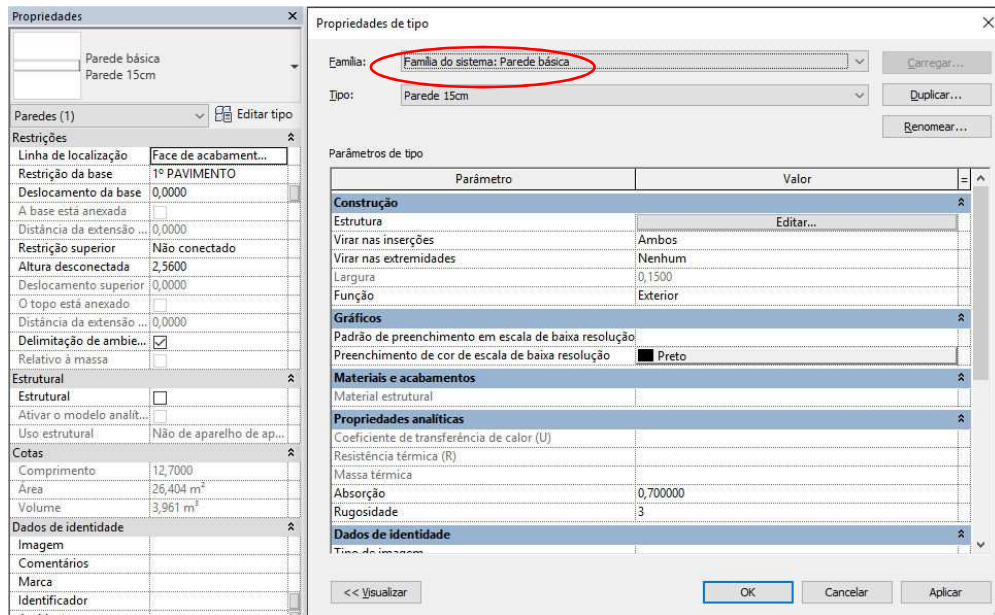 Propriedades
Parede básica
Parede 15cm
Paredes (1) Editar tipo
Restrições
Linha de localização Face de acabament...
Restrição da base 1º PAVIMENTO
Deslocamento da base 0,0000
A base está anexada
Distância da extensão ... 0,0000
Restrição superior Não conectado
Altura desconectada 2,5600
Deslocamento superior 0,0000
O topo está anexado
Distância da extensão ... 0,0000
Delimitação de ambie...
Relativo à massa
Estrutural
Estrutural
Ativar o modelo analít...
Uso estrutural Não de aparelho de ap...
Cotas
Comprimento 12,7000
Área 26,404 m²
Volume 3,961 m³
Dados de identidade
Imagem
Comentários
Marca
Identificador
Propriedades de tipo
Família: Família do sistema: Parede básica Carregar...
Tipo: Parede 15cm Duplicar...
Renomear...
Parâmetros de tipo
Parâmetro Valor =
Construção
Estrutura Editar...
Virar nas inserções Ambos
Virar nas extremidades Nenhum
Largura 0,1500
Função Exterior
Gráficos
Padrão de preenchimento em escala de baixa resolução
Preenchimento de cor de escala de baixa resolução Preto
Materiais e acabamentos
Material estrutural
Propriedades analíticas
Coeficiente de transferência de calor (U)
Resistência térmica (R)
Massa térmica
Absorção 0,700000
Rugosidade 3
Dados de identidade
Tipo de imagem
<< Visualizar OK Cancelar Aplicar